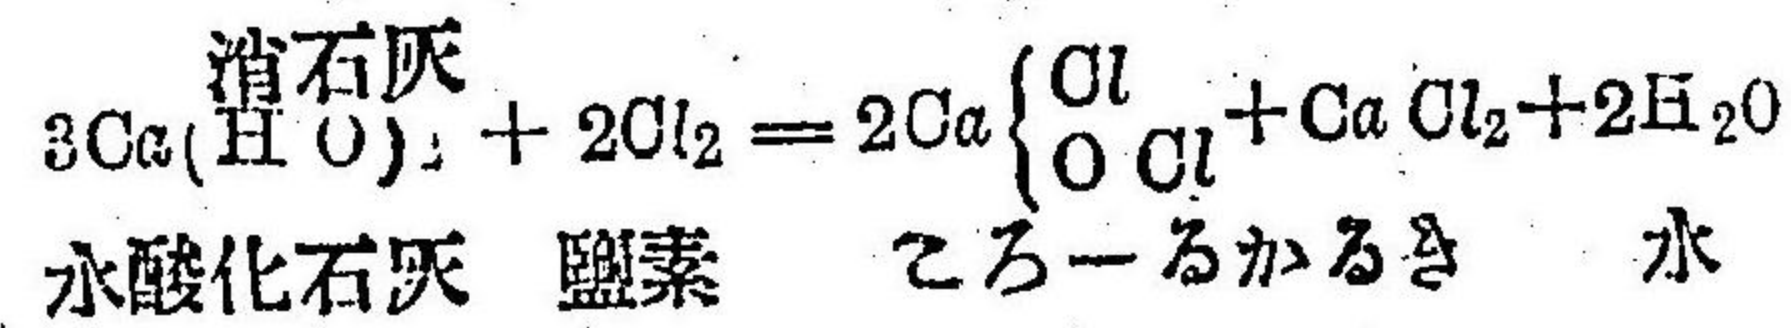 消石灰
3Ca(HO)₂ + 2Cl₂ = 2Ca{Cl OCl + CaCl₂ + 2H₂O
水酸化石灰 鹽素 ころーるかるき 水